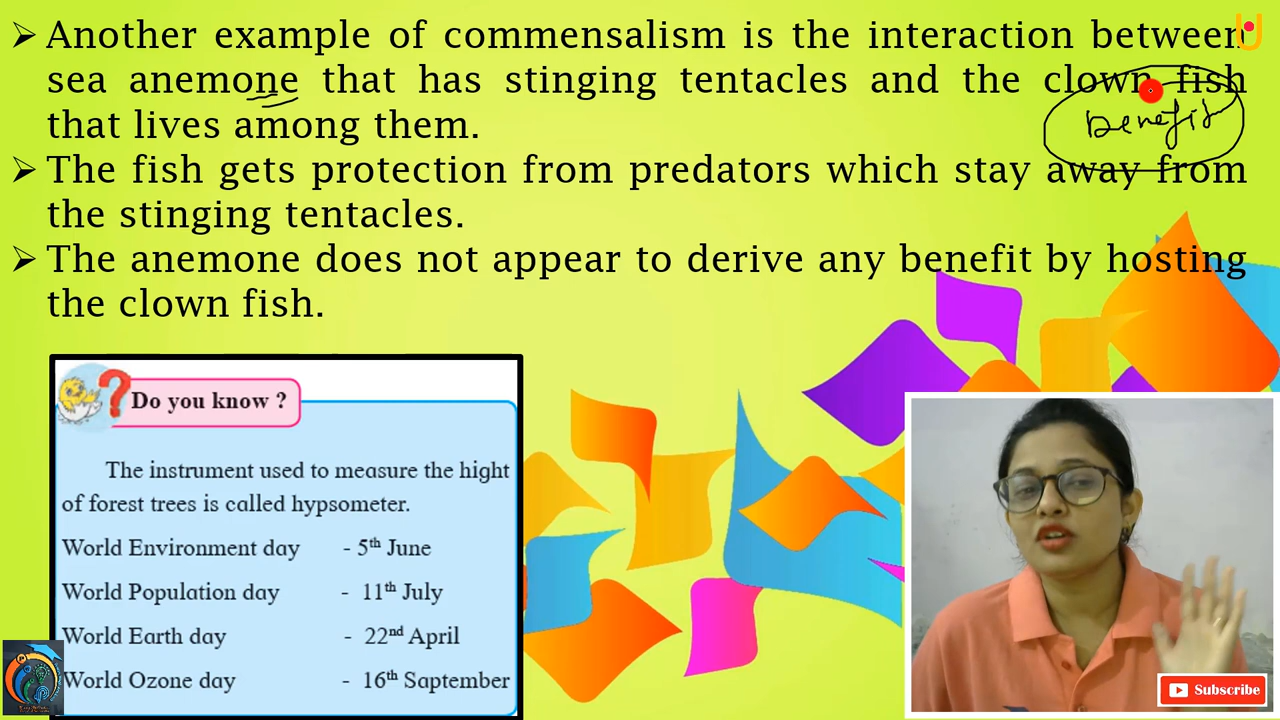 ➢ Another example of commensalism is the interaction between
sea anemone that has stinging tentacles and the clown fish
that lives among them.
Benefit
➢ The fish gets protection from predators which stay away from
the stinging tentacles.
➢ The anemone does not appear to derive any benefit by hosting
the clown fish.
? Do you know ?
The instrument used to measure the hight
of forest trees is called hypsometer.
World Environment day - 5th June
World Population day - 11th July
World Earth day - 22nd April
World Ozone day - 16th Saptember
Subscribe